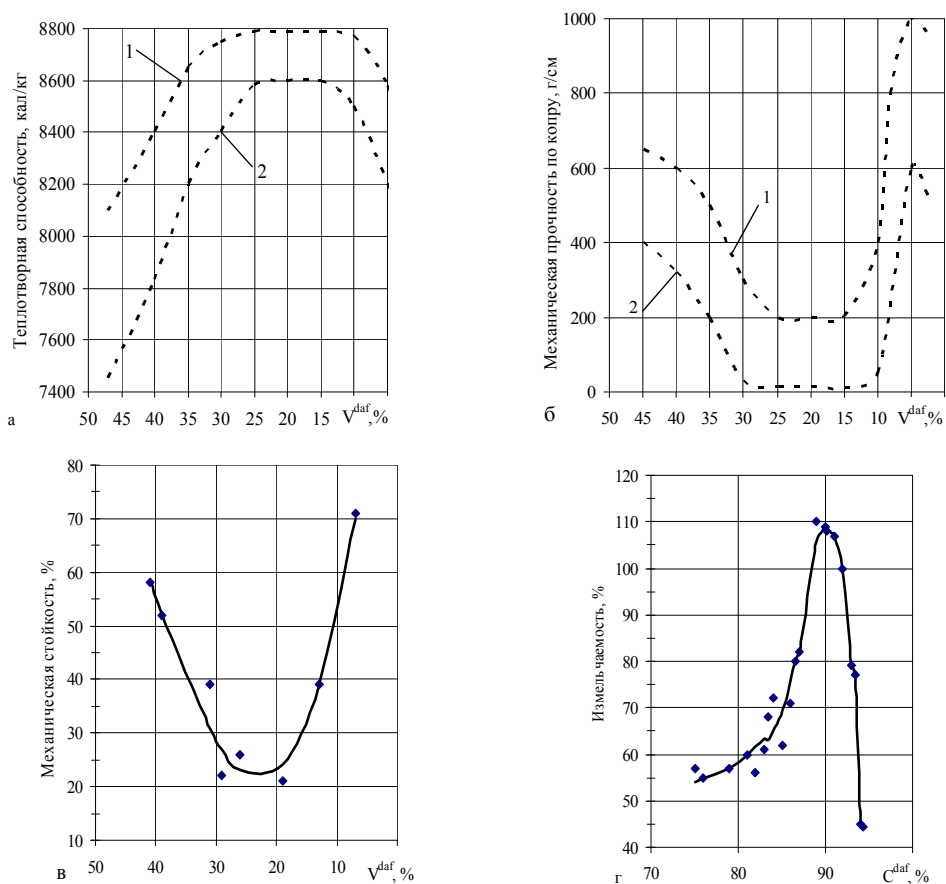 Теплотворная способность, кал/кг
8800
8600
8400
8200
8000
7800
7600
7400
1
2
50 45 40 35 30 25 20 15 V^daf,%
а
Механическая прочность по копру, г/см
1000
800
600
400
200
0
1
2
50 45 40 35 30 25 20 15 10 V^daf,%
б
Механическая стойкость, %
80
70
60
50
40
30
20
10
50 40 30 20 10 V^daf,%
в
Измель чаемость, %
120
110
100
90
80
70
60
50
40
70 80 90 C^daf,%
г